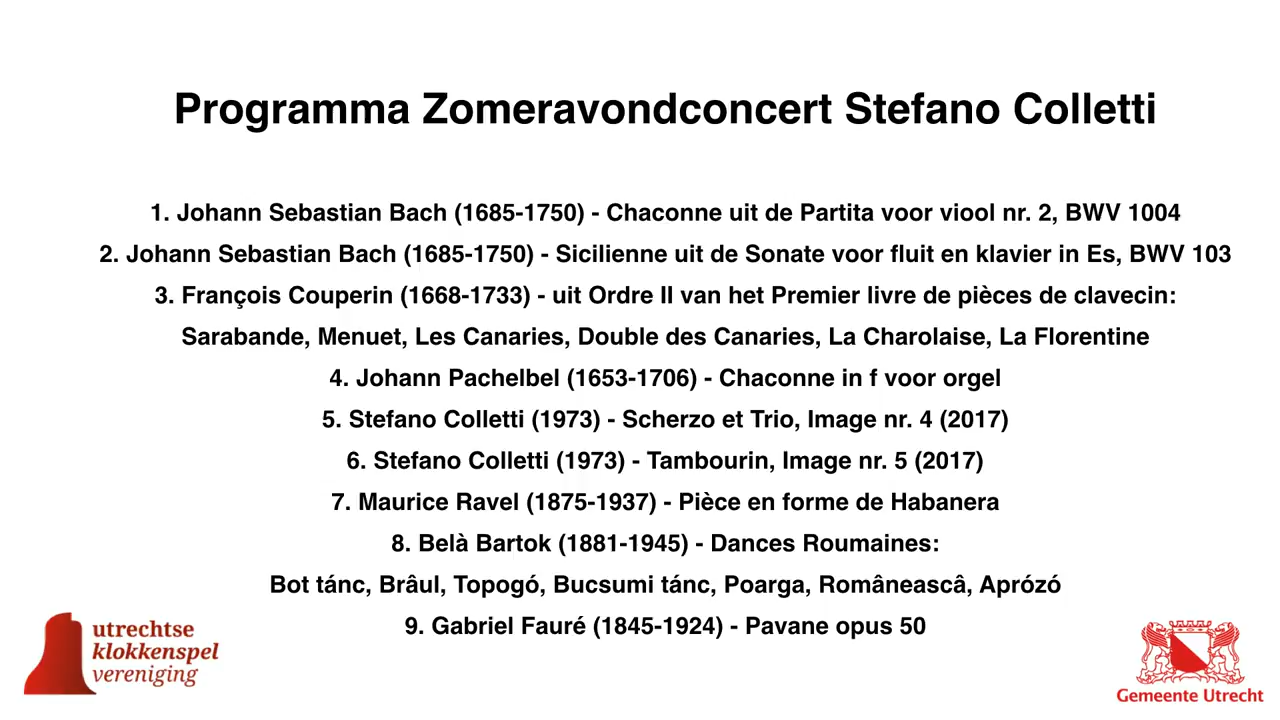 Programma Zomeravondconcert Stefano Colletti
1. Johann Sebastian Bach (1685-1750) - Chaconne uit de Partita voor viool nr. 2, BWV 1004
2. Johann Sebastian Bach (1685-1750) - Sicilienne uit de Sonate voor fluit en klavier in Es, BWV 103
3. François Couperin (1668-1733) - uit Ordre II van het Premier livre de pièces de clavecin:
Sarabande, Menuet, Les Canaries, Double des Canaries, La Charolaise, La Florentine
4. Johann Pachelbel (1653-1706) - Chaconne in f voor orgel
5. Stefano Colletti (1973) - Scherzo et Trio, Image nr. 4 (2017)
6. Stefano Colletti (1973) - Tambourin, Image nr. 5 (2017)
7. Maurice Ravel (1875-1937) - Pièce en forme de Habanera
8. Belà Bartok (1881-1945) - Dances Roumaines:
Bot tánc, Brâul, Topogó, Bucsumi tánc, Poarga, Româneascâ, Aprózó
9. Gabriel Fauré (1845-1924) - Pavane opus 50
utrechtse
klokkenspel
vereniging
Gemeente Utrecht